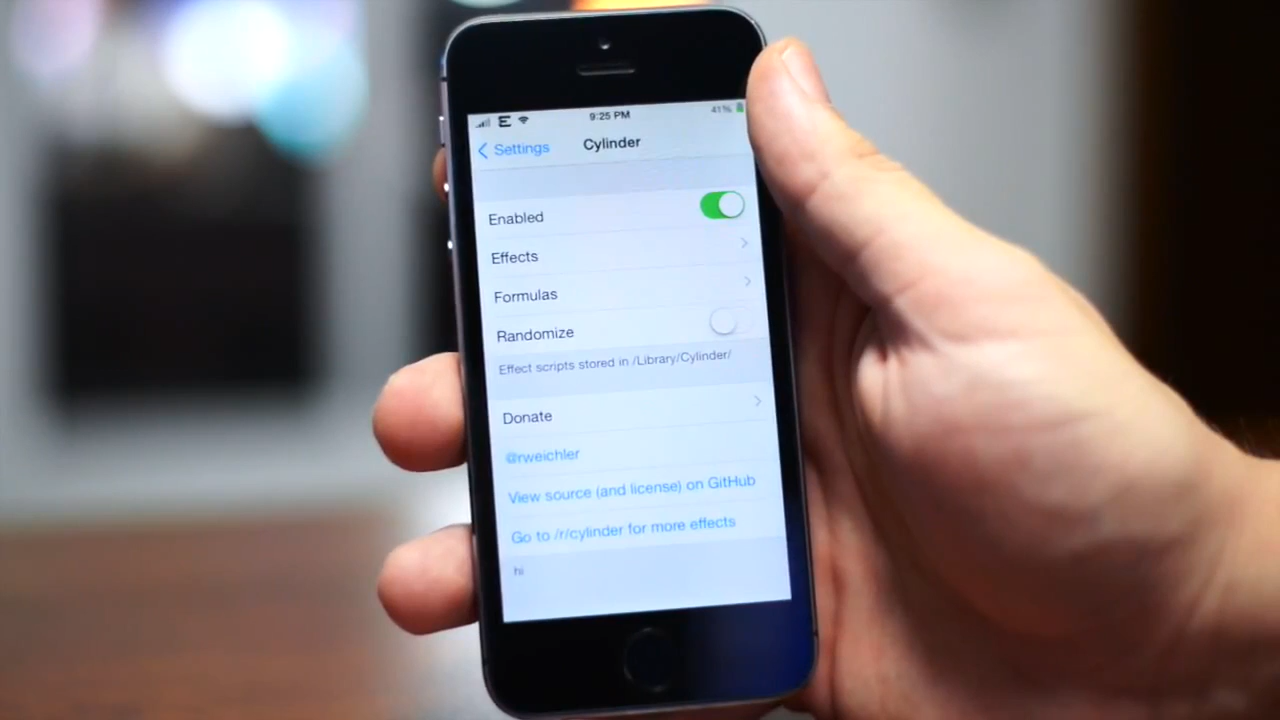 E 9:25 PM 41%
Settings Cylinder
Enabled
Effects
Formulas
Randomize
Effect scripts stored in /Library/Cylinder/
Donate
@rweichler
View source (and license) on GitHub
Go to /r/cylinder for more effects
hi